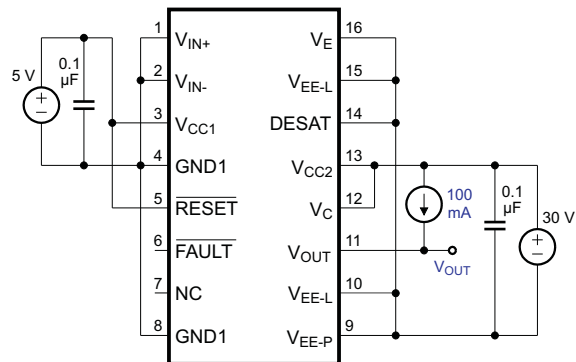 1 V_IN+ V_E 16
2 V_IN- V_EE-L 15
5 V
0.1 µF
3 V_CC1 DESAT 14
4 GND1 V_CC2 13
5 RESET V_C 12
100 mA
0.1 µF
30 V
6 FAULT V_OUT 11
V_OUT
7 NC V_EE-L 10
8 GND1 V_EE-P 9